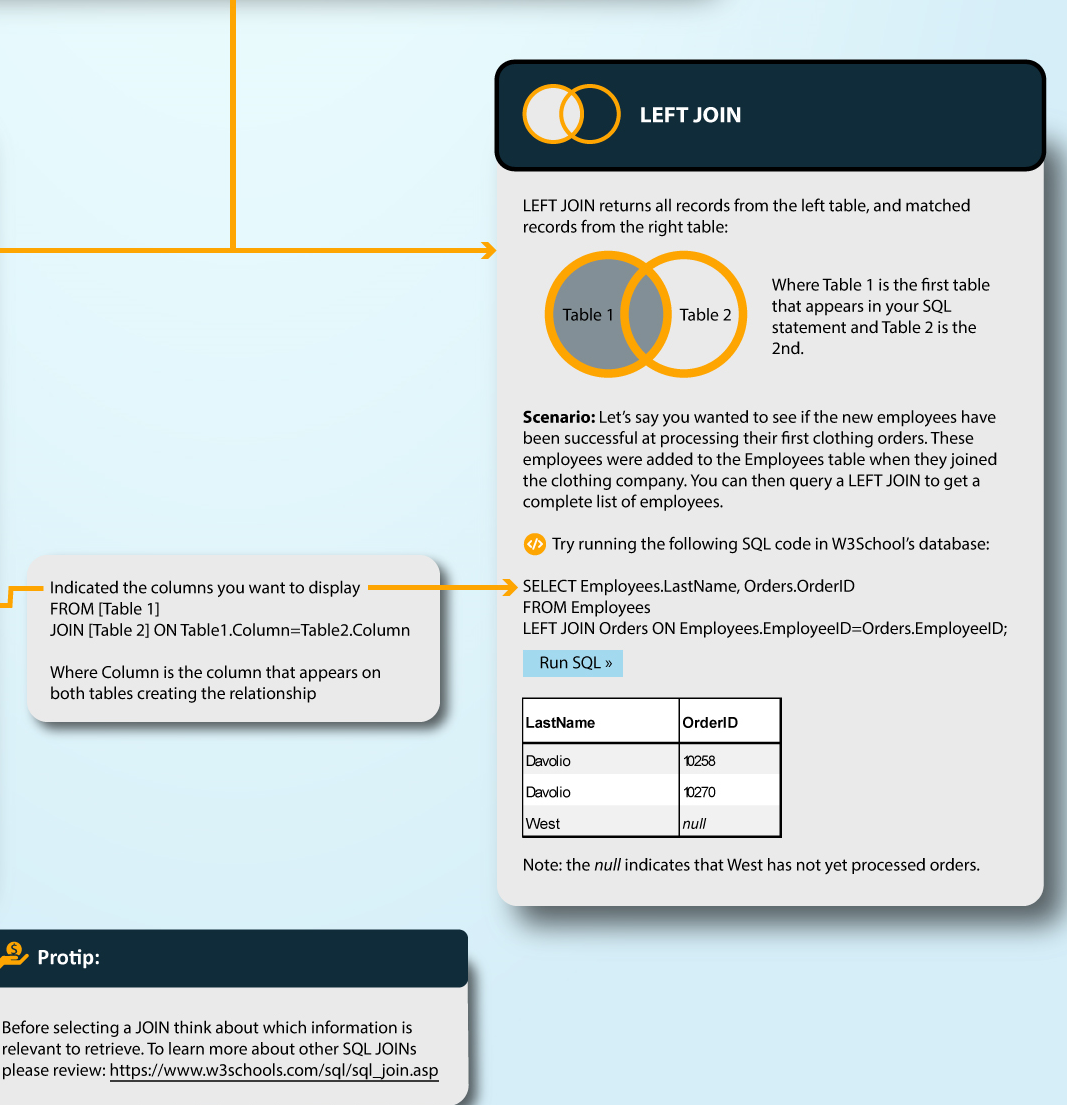 LEFT JOIN
LEFT JOIN returns all records from the left table, and matched
records from the right table:
Table 1
Table 2
Where Table 1 is the first table
that appears in your SQL
statement and Table 2 is the
2nd.
Scenario: Let's say you wanted to see if the new employees have
been successful at processing their first clothing orders. These
employees were added to the Employees table when they joined
the clothing company. You can then query a LEFT JOIN to get a
complete list of employees.
</> Try running the following SQL code in W3School's database:
Indicated the columns you want to display
FROM [Table 1]
JOIN [Table 2] ON Table1.Column=Table2.Column
Where Column is the column that appears on
both tables creating the relationship
SELECT Employees.LastName, Orders.OrderID
FROM Employees
LEFT JOIN Orders ON Employees.EmployeeID=Orders.EmployeeID;
Run SQL »
LastName OrderID
Davolio 10258
Davolio 10270
West null
Note: the null indicates that West has not yet processed orders.
$ Protip:
Before selecting a JOIN think about which information is
relevant to retrieve. To learn more about other SQL JOINs
please review: https://www.w3schools.com/sql/sql_join.asp